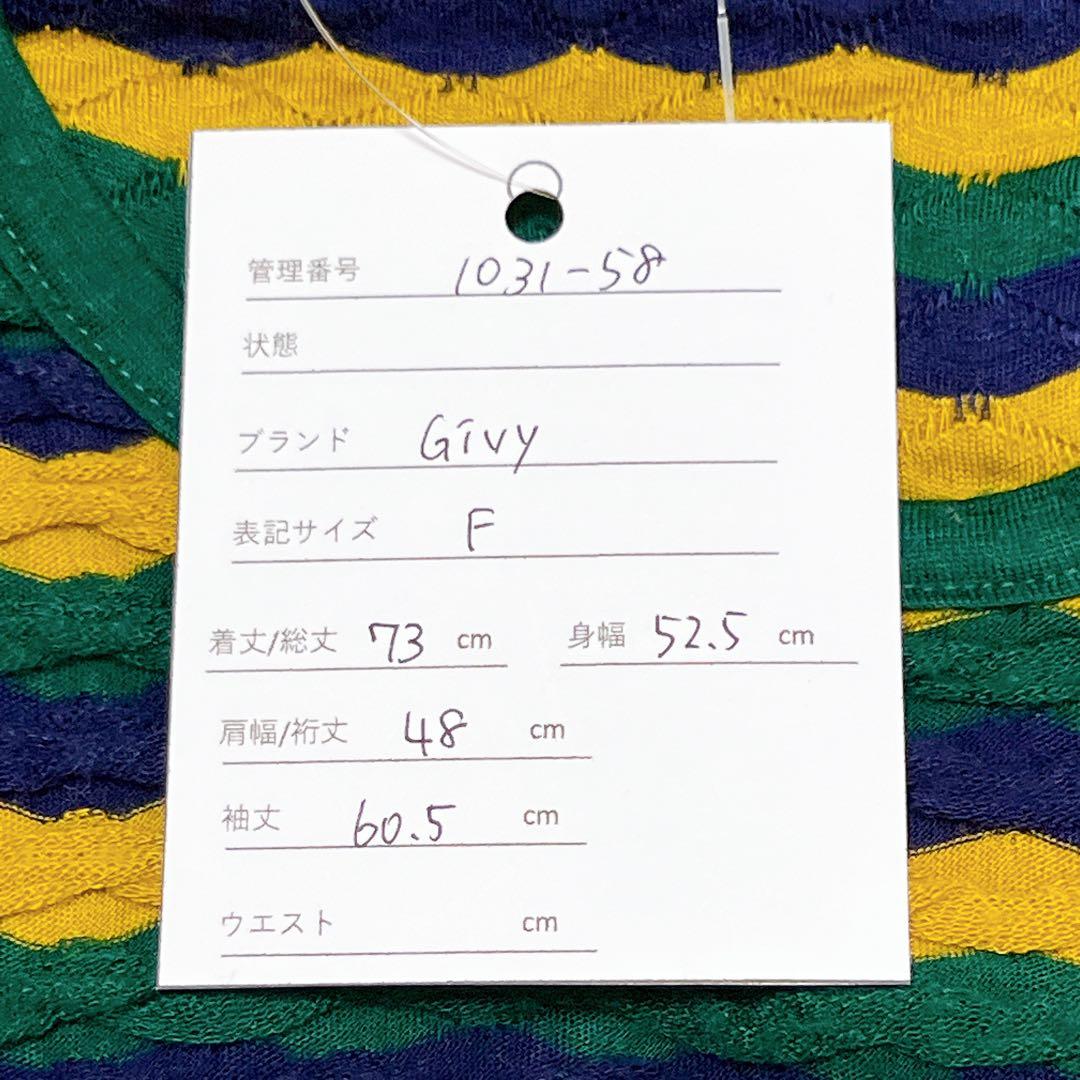 管理番号 1031-58
状態
ブランド Givy
表記サイズ F
着丈/総丈 73 cm 身幅 52.5 cm
肩幅/裄丈 48 cm
袖丈 60.5 cm
ウエスト cm